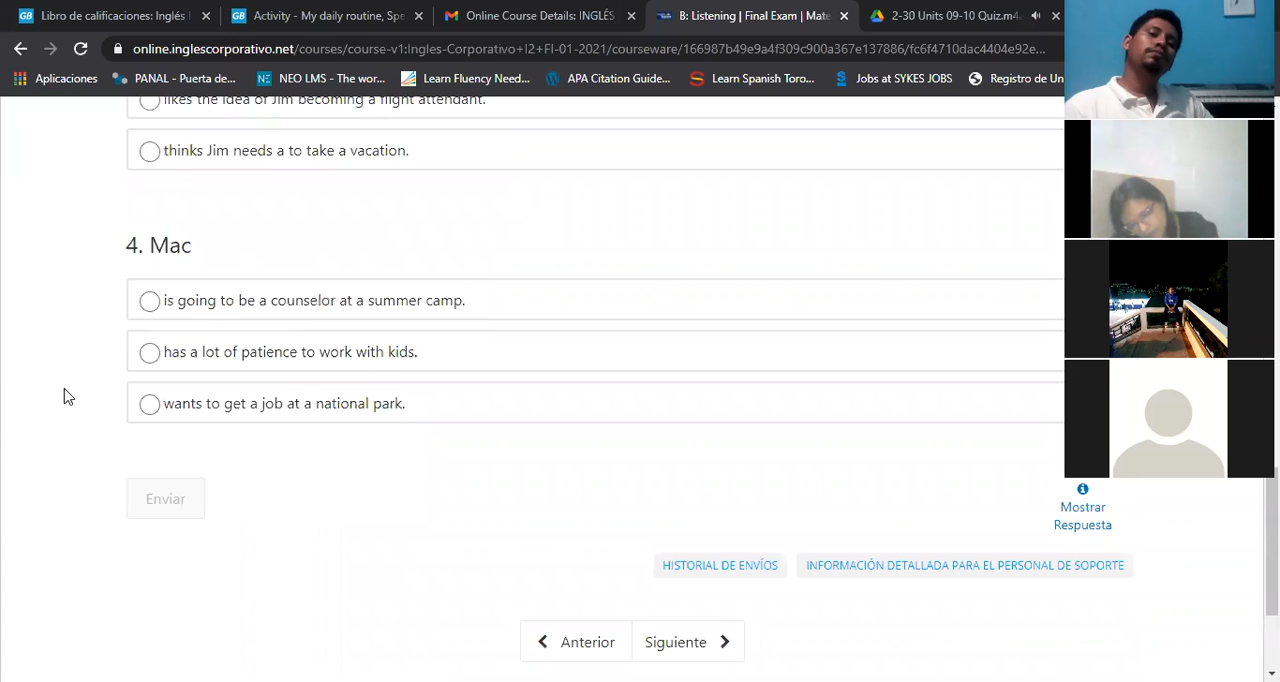 Libro de calificaciones: Inglés I
Activity - My daily routine, Spe
Online Course Details: INGLÉS
B: Listening | Final Exam | Mate
2-30 Units 09-10 Quiz.m4a
online.inglescorporativo.net/courses/course-v1:Ingles-Corporativo+I2+FI-01-2021/courseware/166987b49e9a4f309c900a367e137886/fc6f4710dac4404e92e...
Aplicaciones
PANAL - Puerta de...
NEO LMS - The wor...
Learn Fluency Need...
APA Citation Guide...
Learn Spanish Toro...
Jobs at SYKES JOBS
Registro de Un
likes the idea of Jim becoming a flight attendant.
thinks Jim needs a to take a vacation.
4. Mac
is going to be a counselor at a summer camp.
has a lot of patience to work with kids.
wants to get a job at a national park.
Enviar
Mostrar
Respuesta
HISTORIAL DE ENVÍOS
INFORMACIÓN DETALLADA PARA EL PERSONAL DE SOPORTE
Anterior
Siguiente